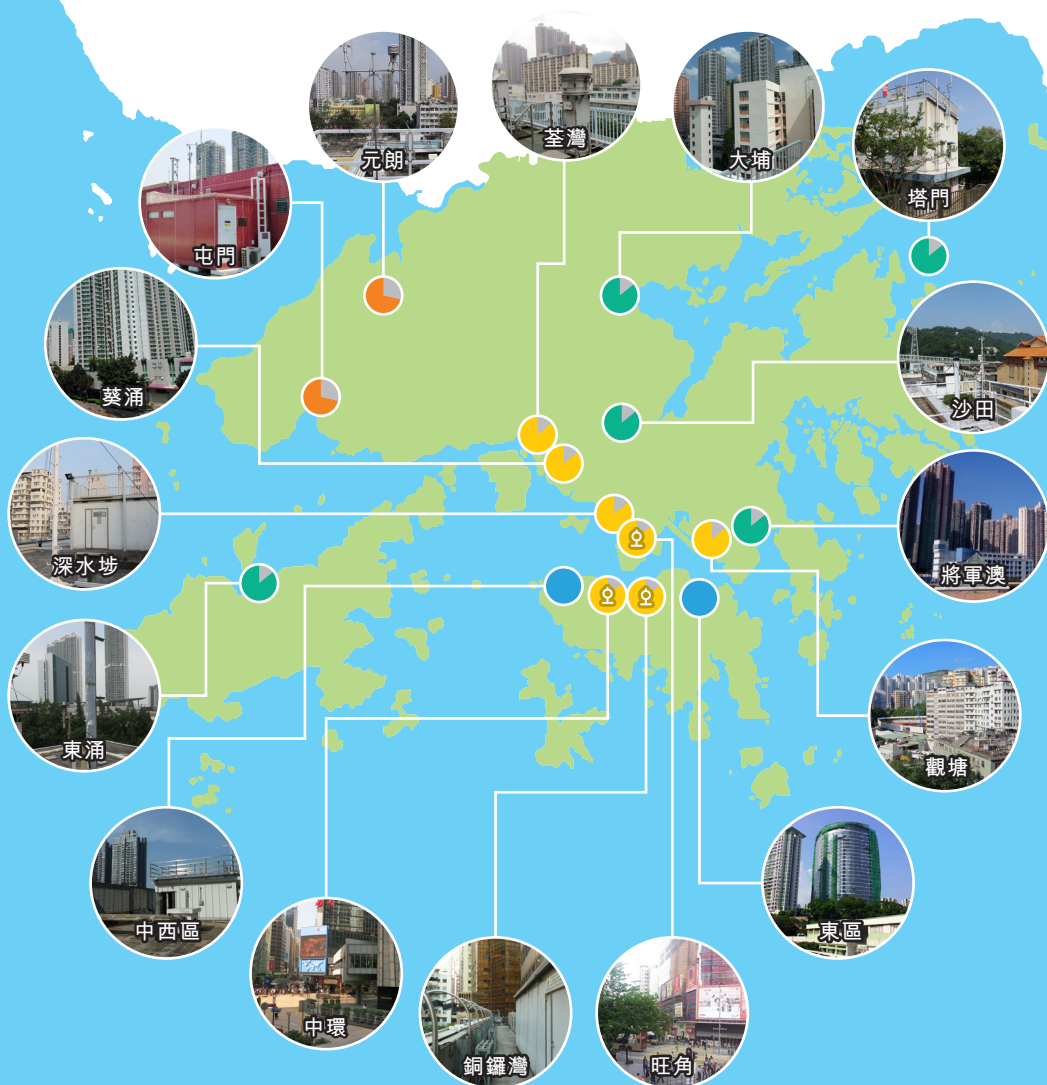 元朗
荃灣
大埔
塔門
屯門
葵涌
沙田
深水埗
將軍澳
東涌
觀塘
中西區
東區
中環
銅鑼灣
旺角